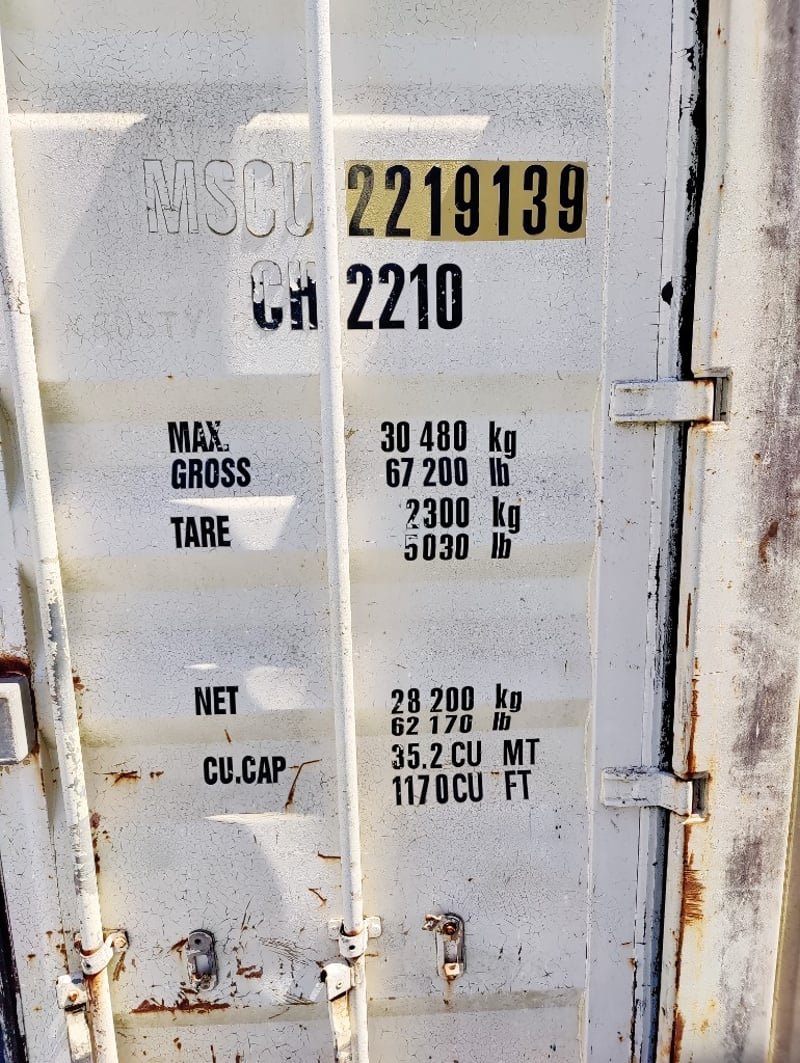 MSCU 2219139
CH 2210
MAX. 30 480 kg
GROSS 67 200 lb
TARE 2300 kg
5030 lb
NET 28 200 kg
62 170 lb
35.2 CU MT
CU.CAP 1170 CU FT